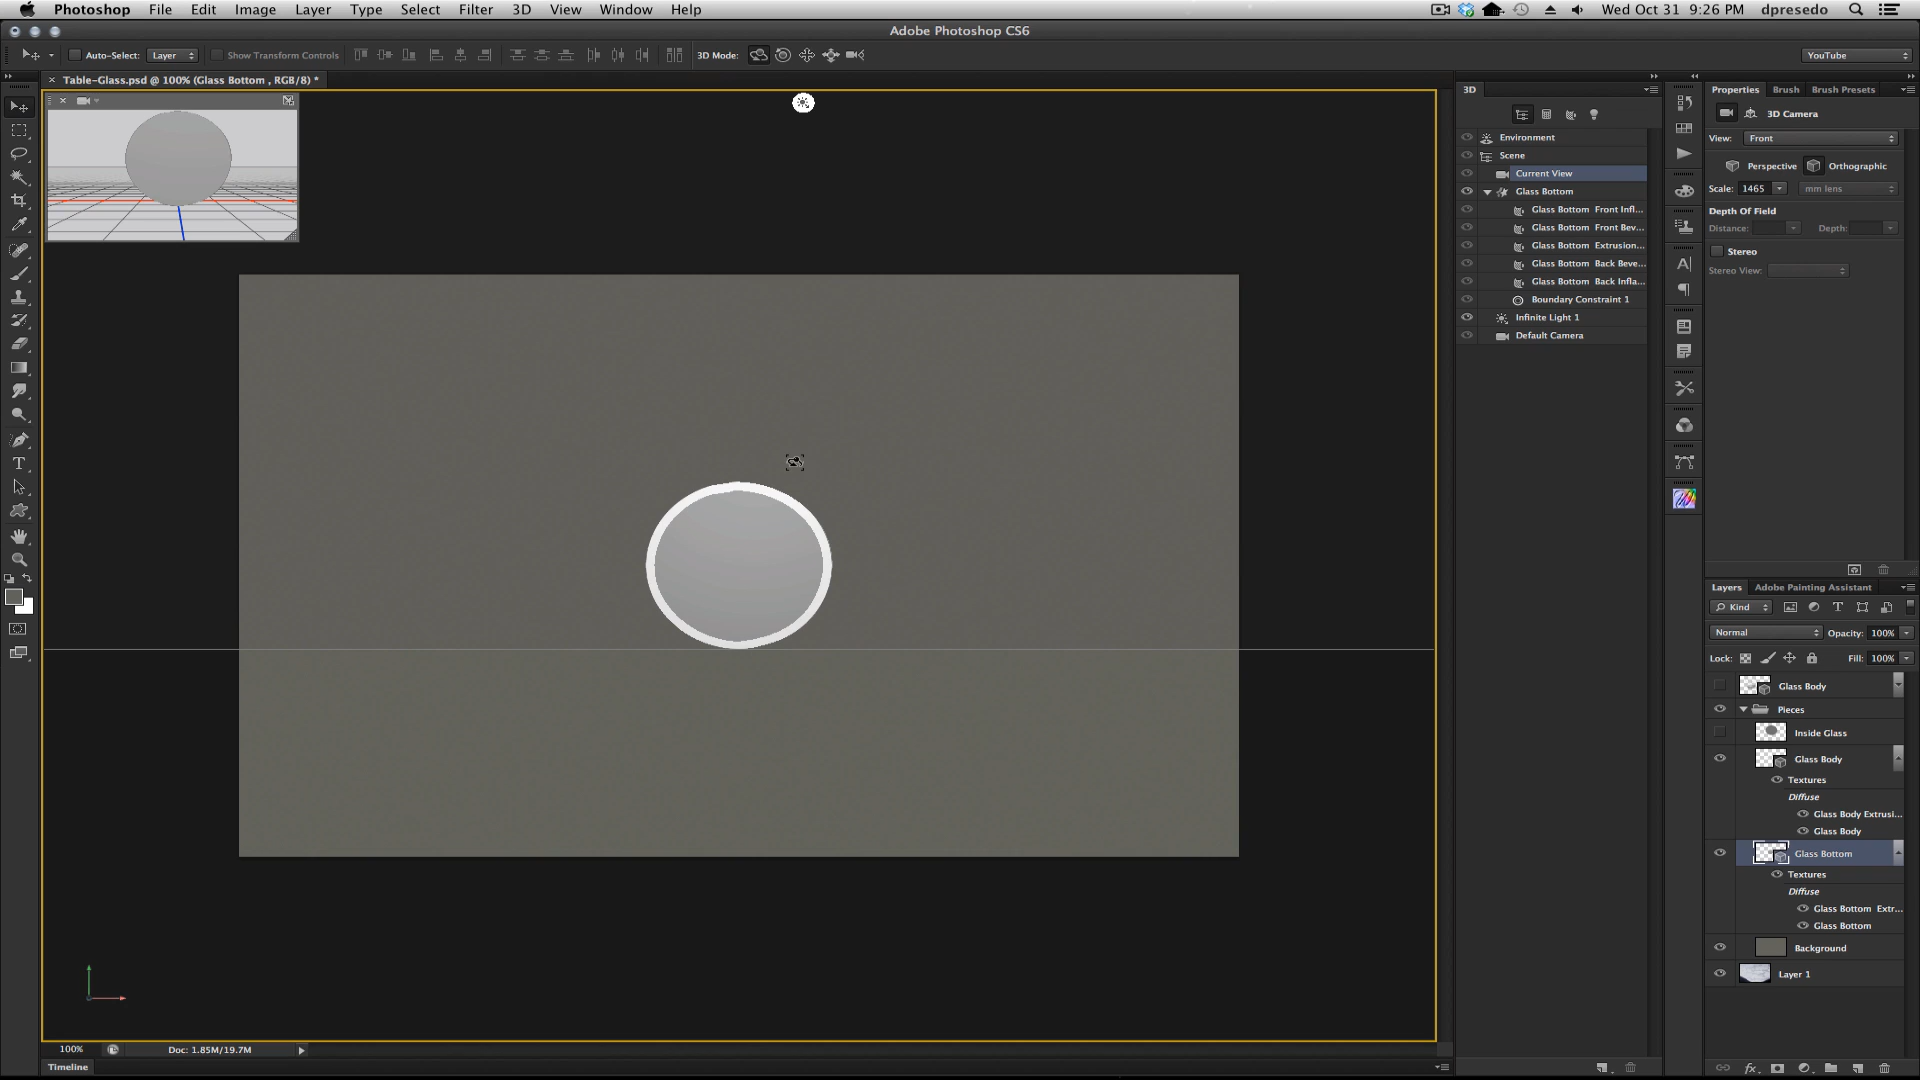 Photoshop File Edit Image Layer Type Select Filter 3D View Window Help Wed Oct 31 9:26 PM dpresedo
Adobe Photoshop CS6
Auto-Select: Layer Show Transform Controls 3D Mode: YouTube
Table-Glass.psd @ 100% (Glass Bottom , RGB/8) *
3D
Environment
Scene
Current View
Glass Bottom
Glass Bottom Front Infl...
Glass Bottom Front Bev...
Glass Bottom Extrusion...
Glass Bottom Back Beve...
Glass Bottom Back Infla...
Boundary Constraint 1
Infinite Light 1
Default Camera
Properties Brush Brush Presets
3D Camera
View: Front
Perspective Orthographic
Scale: 1465 mm lens
Depth Of Field
Distance: Depth:
Stereo
Stereo View:
Layers Adobe Painting Assistant
Kind
Normal Opacity: 100%
Lock: Fill: 100%
Glass Body
Pieces
Inside Glass
Glass Body
Textures
Diffuse
Glass Body Extrusi...
Glass Body
Glass Bottom
Textures
Diffuse
Glass Bottom Extr...
Glass Bottom
Background
Layer 1
100% Doc: 1.85M/19.7M
Timeline